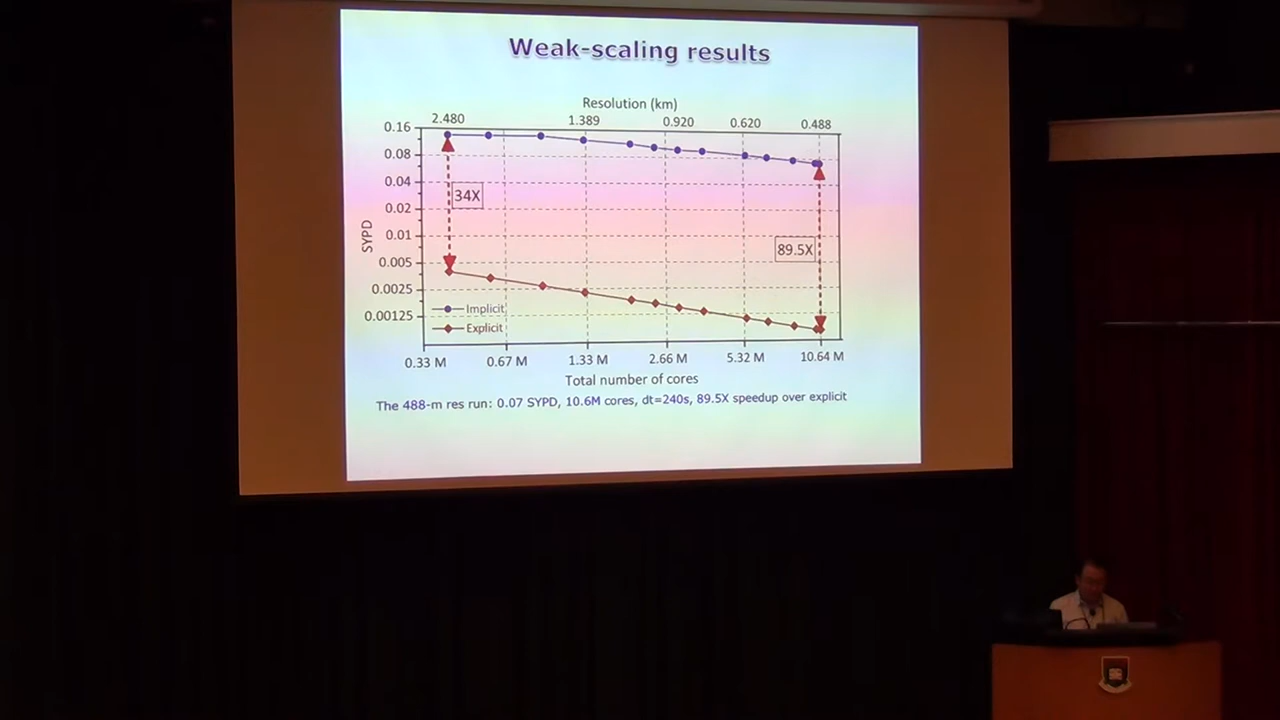 Weak-scaling results
Resolution (km)
2.480 1.389 0.920 0.620 0.488
0.16
0.08
0.04
0.02
0.01
0.005
0.0025
0.00125
SYPD
34X
89.5X
Implicit
Explicit
0.33 M 0.67 M 1.33 M 2.66 M 5.32 M 10.64 M
Total number of cores
The 488-m res run: 0.07 SYPD, 10.6M cores, dt=240s, 89.5X speedup over explicit